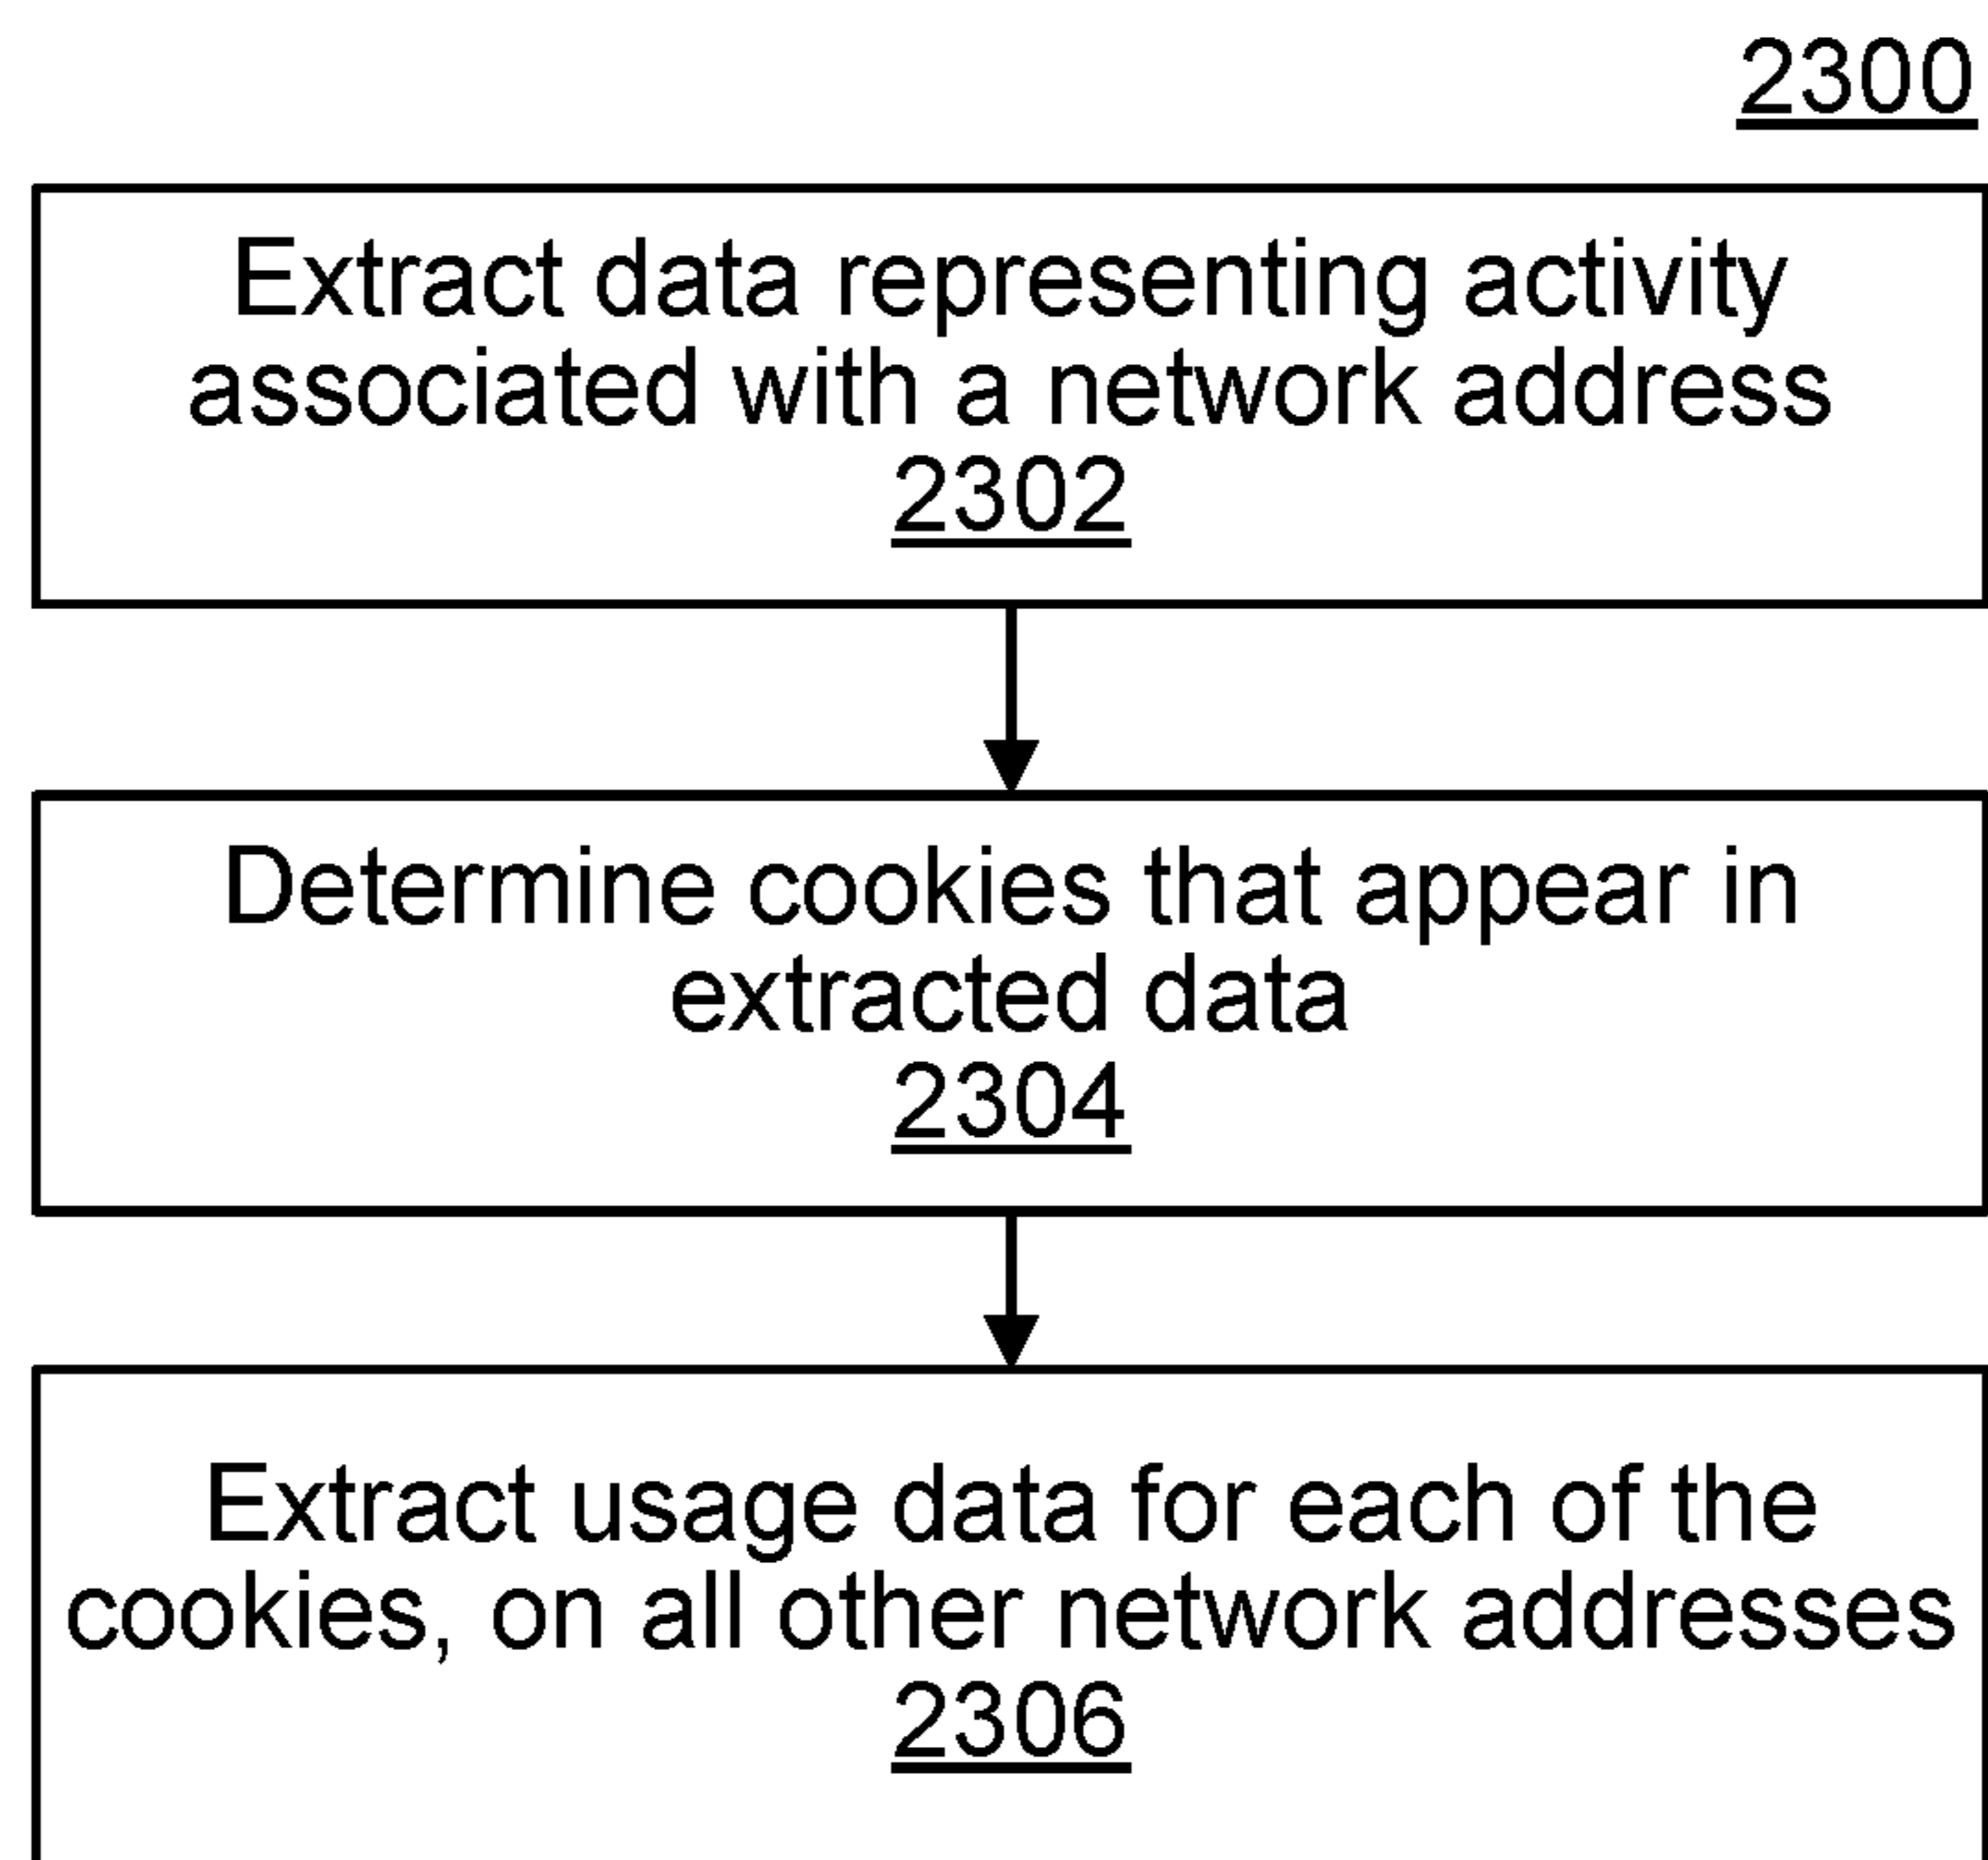 2300
Extract data representing activity
associated with a network address
2302
Determine cookies that appear in
extracted data
2304
Extract usage data for each of the
cookies, on all other network addresses
2306